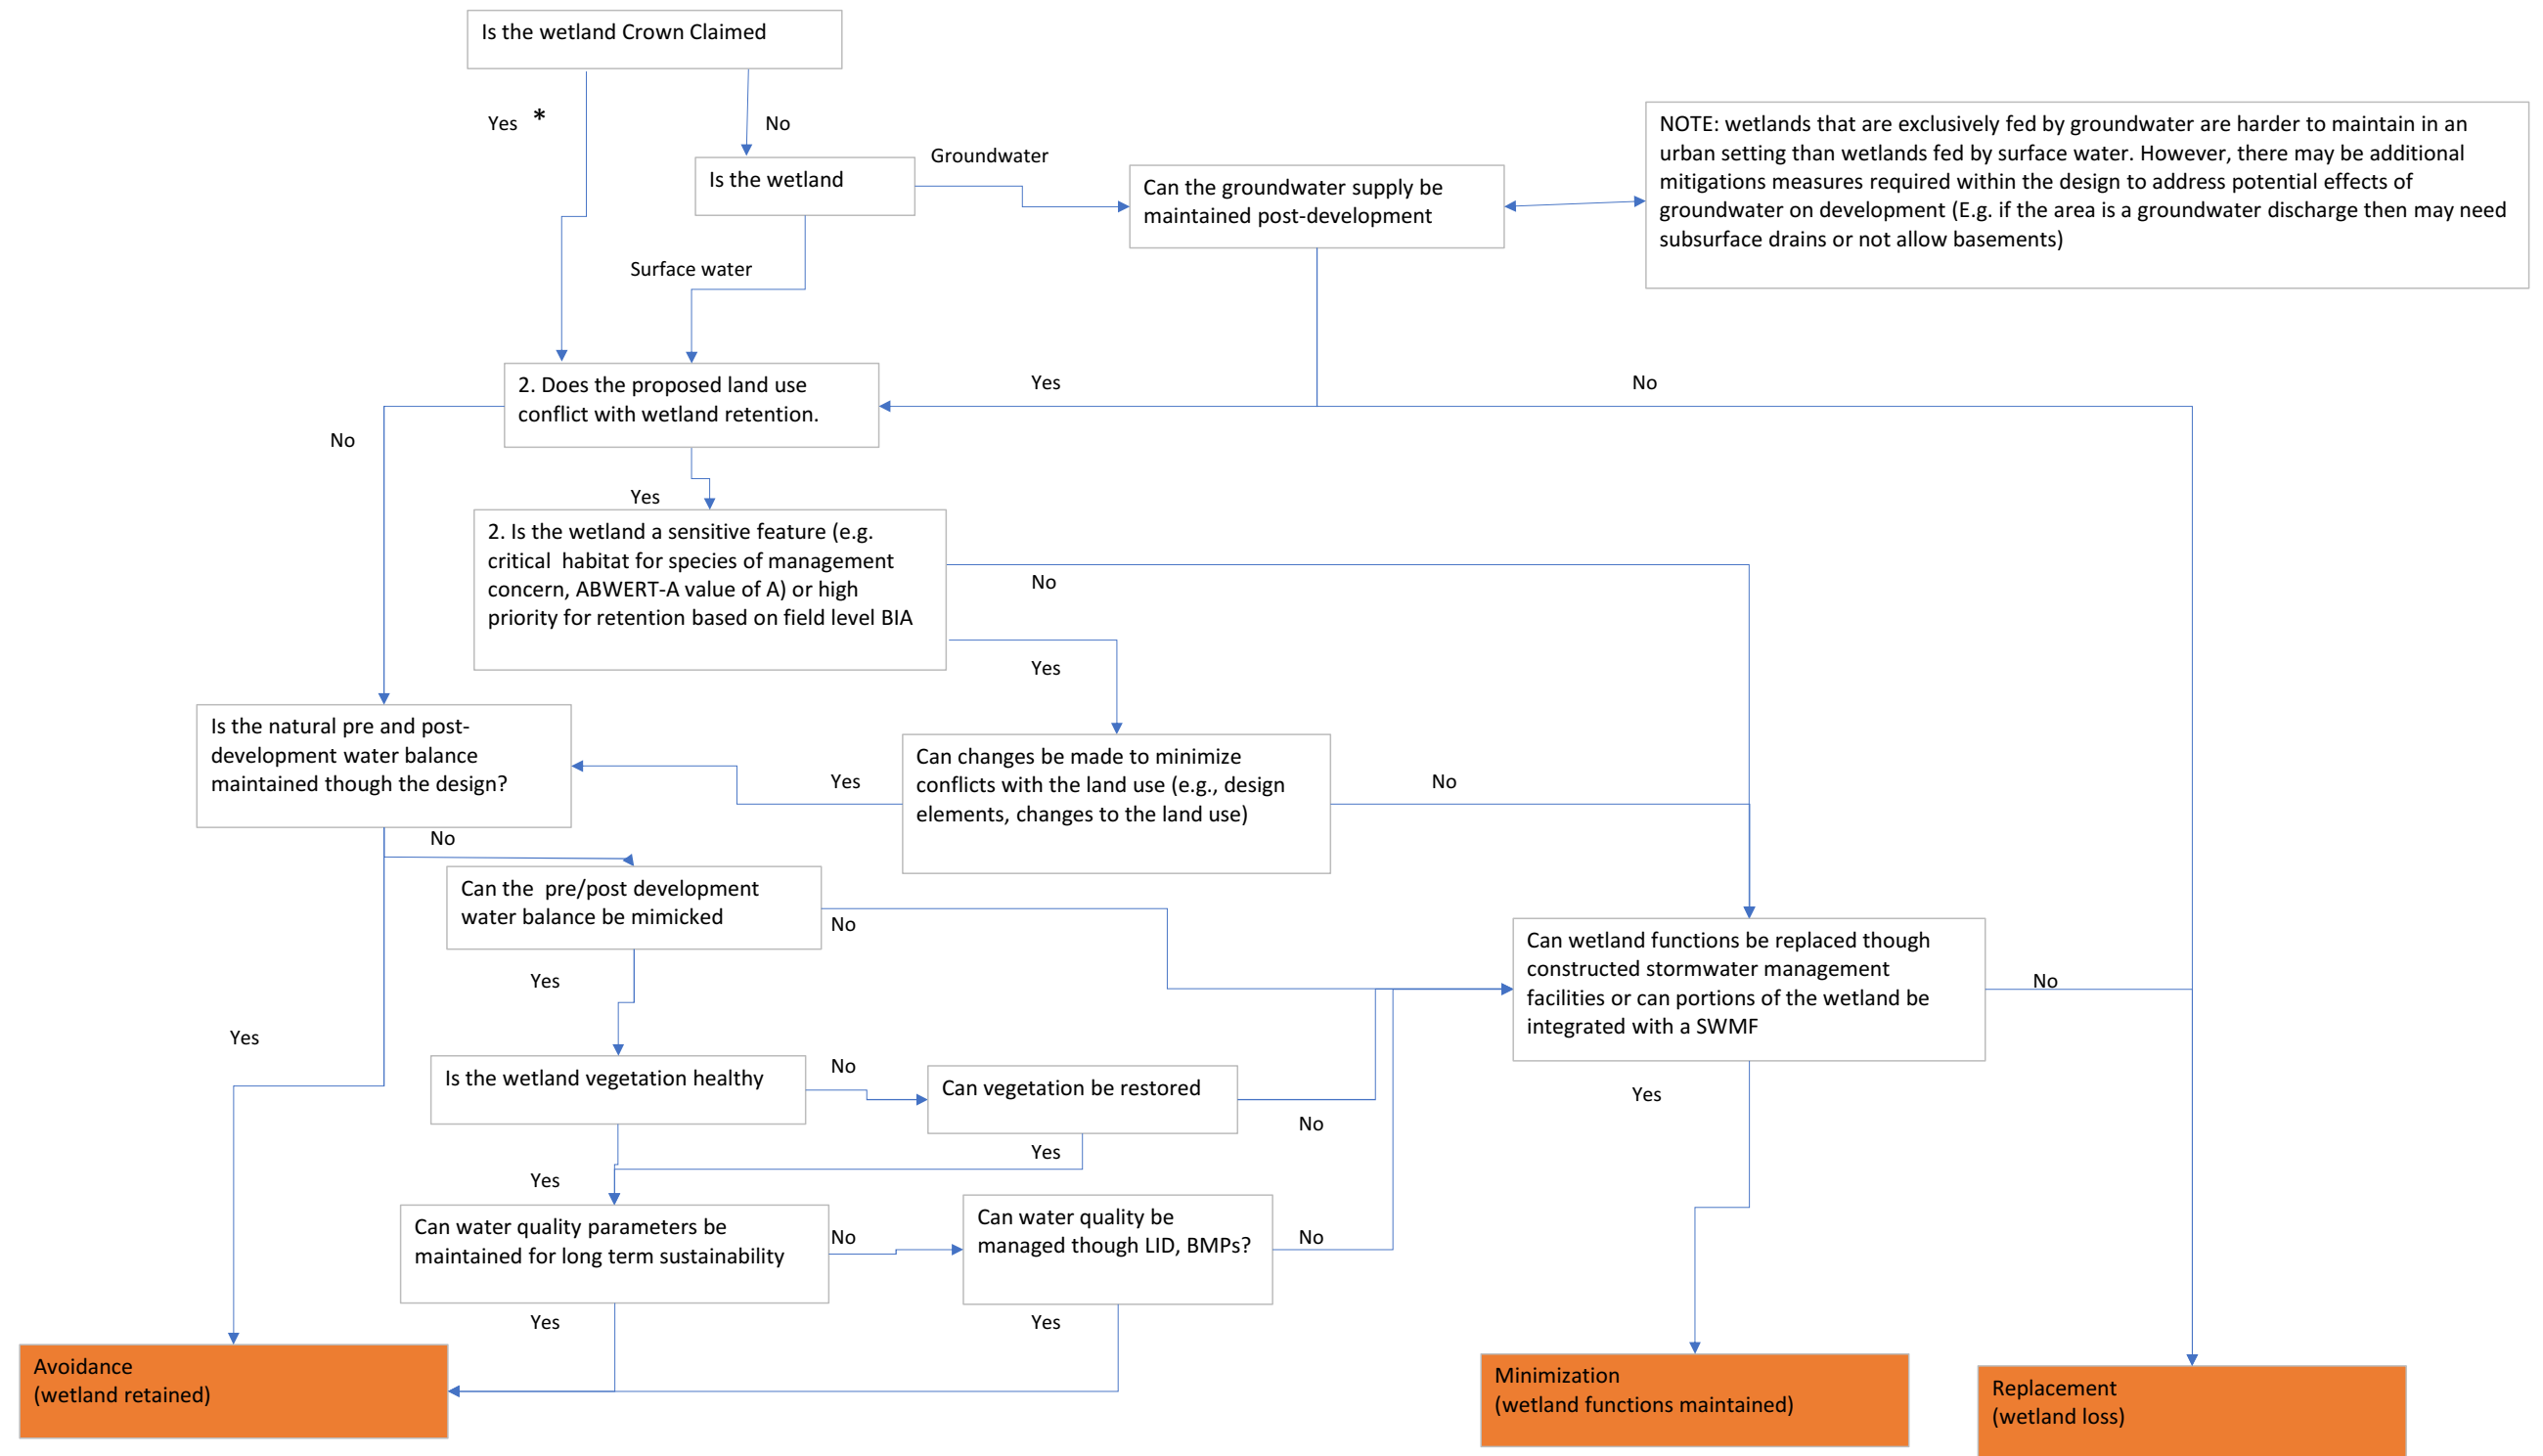 Is the wetland Crown Claimed
Yes *
No
Is the wetland
Groundwater
Can the groundwater supply be
maintained post-development
NOTE: wetlands that are exclusively fed by groundwater are harder to maintain in an
urban setting than wetlands fed by surface water. However, there may be additional
mitigations measures required within the design to address potential effects of
groundwater on development (E.g. if the area is a groundwater discharge then may need
subsurface drains or not allow basements)
Surface water
2. Does the proposed land use
conflict with wetland retention.
Yes
No
No
Yes
2. Is the wetland a sensitive feature (e.g.
critical habitat for species of management
concern, ABWERT-A value of A) or high
priority for retention based on field level BIA
No
Yes
Is the natural pre and post-
development water balance
maintained though the design?
Yes
Can changes be made to minimize
conflicts with the land use (e.g., design
elements, changes to the land use)
No
No
Can the pre/post development
water balance be mimicked
No
Can wetland functions be replaced though
constructed stormwater management
facilities or can portions of the wetland be
integrated with a SWMF
No
Yes
Yes
Is the wetland vegetation healthy
No
Can vegetation be restored
No
Yes
Yes
Yes
Can water quality parameters be
maintained for long term sustainability
No
Can water quality be
managed though LID, BMPs?
No
Yes
Yes
Avoidance
(wetland retained)
Minimization
(wetland functions maintained)
Replacement
(wetland loss)